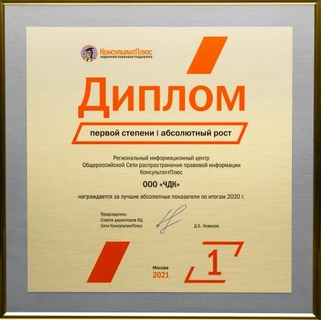 КонсультантПлюс
надежная правовая поддержка
Диплом
первой степени | абсолютный рост
Региональный информационный центр
Общероссийской Сети распространения правовой информации
КонсультантПлюс
ООО «ЧДК»
награждается за лучшие абсолютные показатели по итогам 2020 г.
Председатель
Совета директоров КЦ
Сети КонсультантПлюс
Д.Б. Новиков
Москва
2021
1